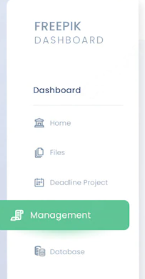 FREEPIK
DASHBOARD
Dashboard
Home
Files
Deadline Project
Management
Database